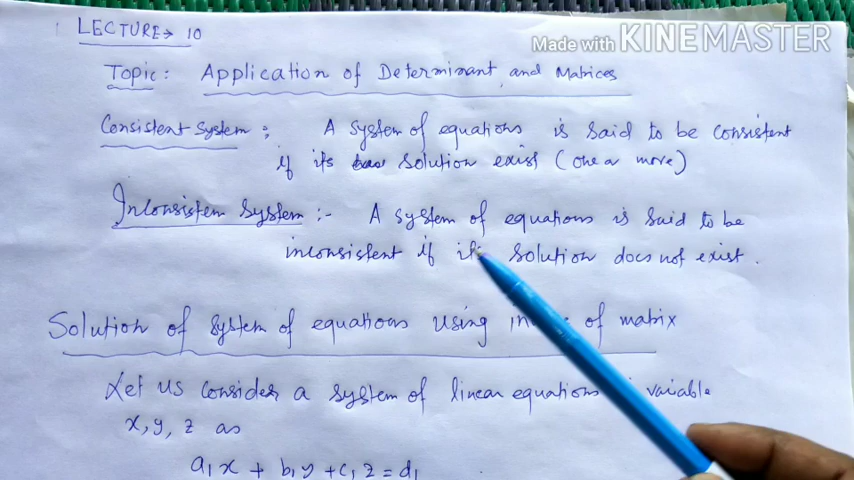 LECTURE → 10
Made with KINEMASTER
Topic: Application of Determinant and Matrices
Consistent System : A system of equations is said to be consistent
if its solution exist (one or more)
Inconsistem System :- A system of equations is said to be
inconsistent if its solution does not exist.
Solution of system of equations using of matrix
Let us consider a system of linear equations variable
x, y, z as
a₁x + b₁y + c₁z = d₁